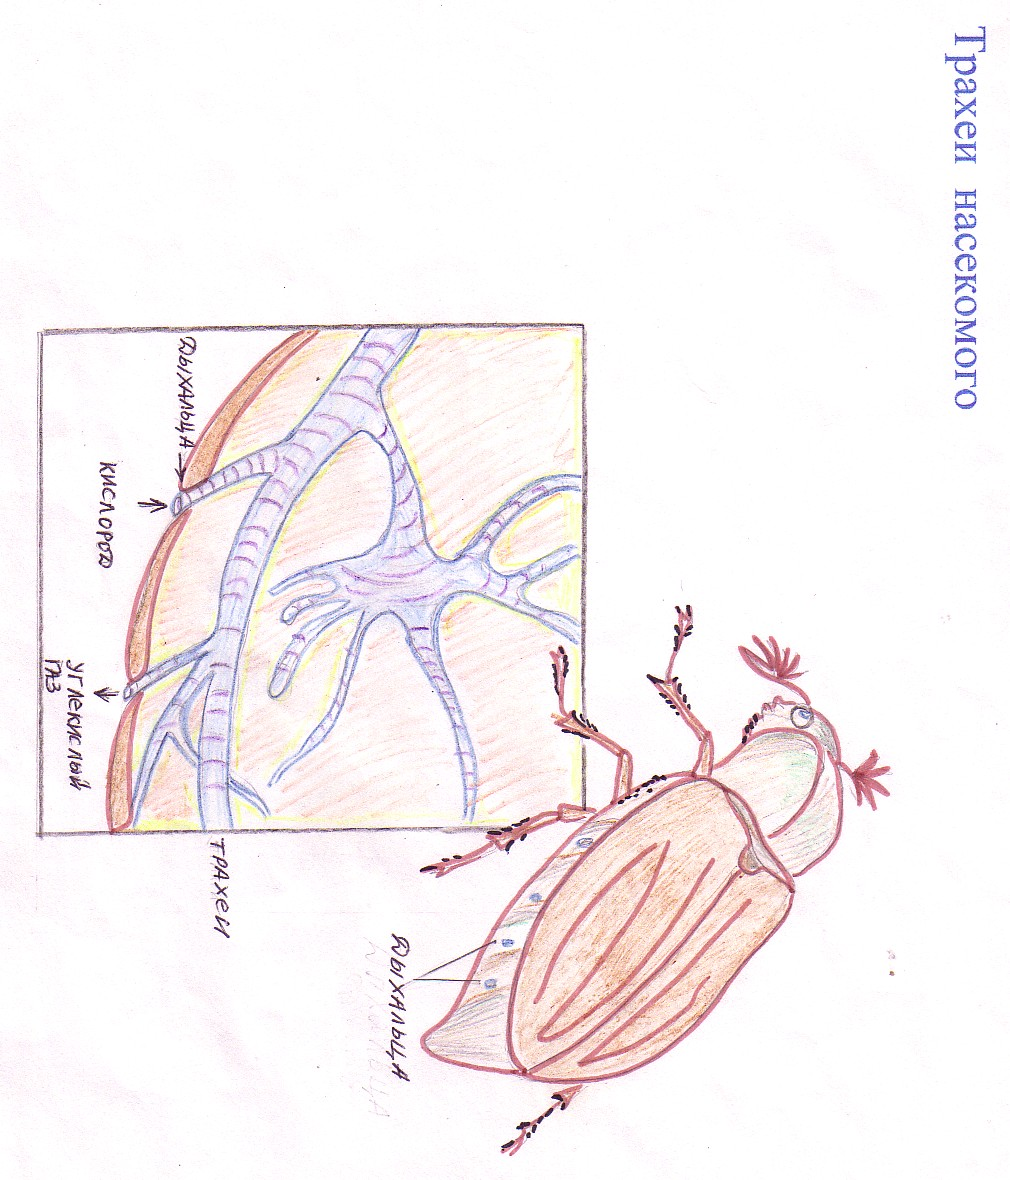 Трахеи насекомого
ДЫХАЛЬЦА
ТРАХЕИ
ДЫХАЛЬЦА
КИСЛОРОД
УГЛЕКИСЛЫЙ
ГАЗ